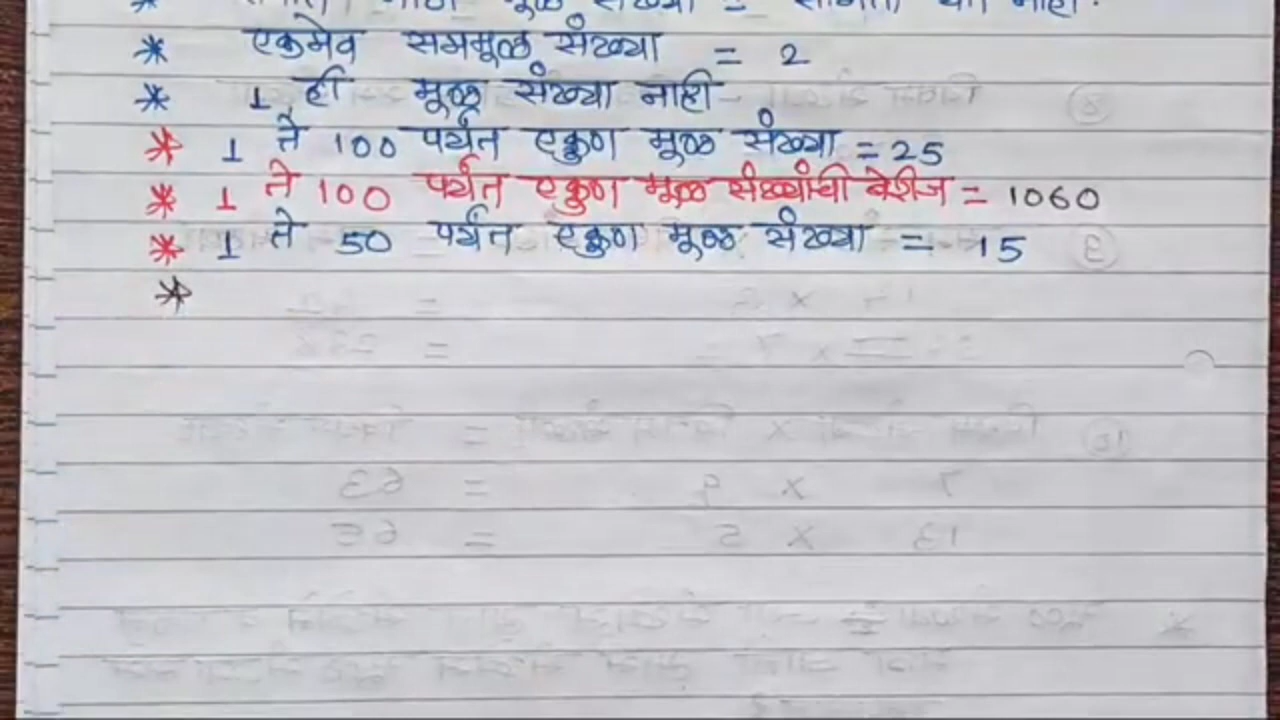 * मूळ संख्या =
* एकमेव सममूळ संख्या = 2
* 1 ही मूळ संख्या नाही
* 1 ते 100 पर्यंत एकुण मूळ संख्या = 25
* 1 ते 100 पर्यंत एकुण मूळ संख्यांची बेरीज = 1060
* 1 ते 50 पर्यंत एकुण मूळ संख्या = 15
*